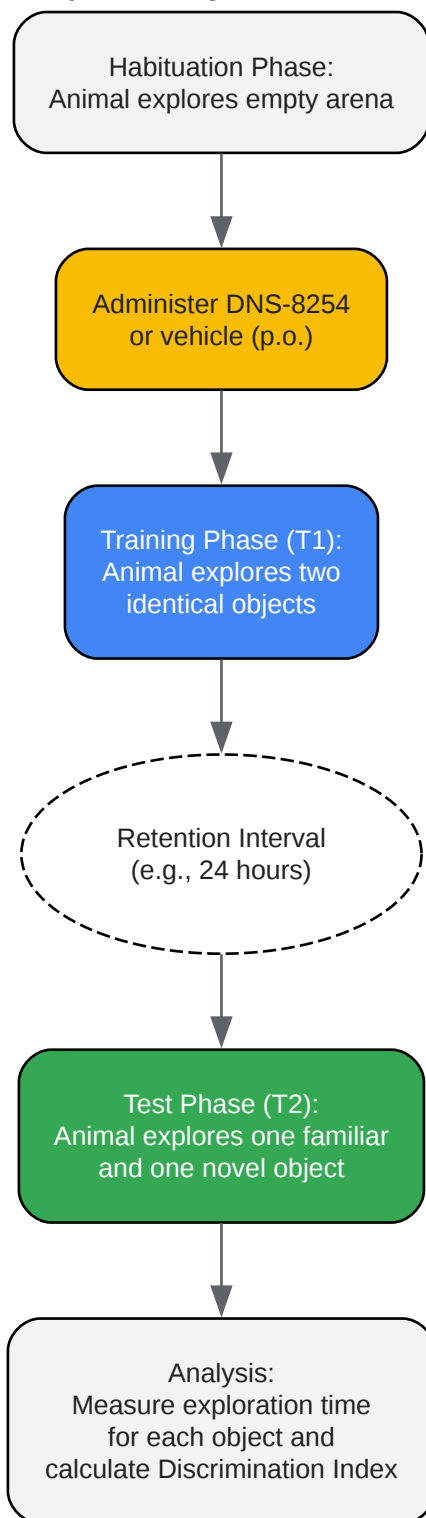 Habituation Phase:
Animal explores empty arena
Administer DNS-8254
or vehicle (p.o.)
Training Phase (T1):
Animal explores two
identical objects
Retention Interval
(e.g., 24 hours)
Test Phase (T2):
Animal explores one familiar
and one novel object
Analysis:
Measure exploration time
for each object and
calculate Discrimination Index